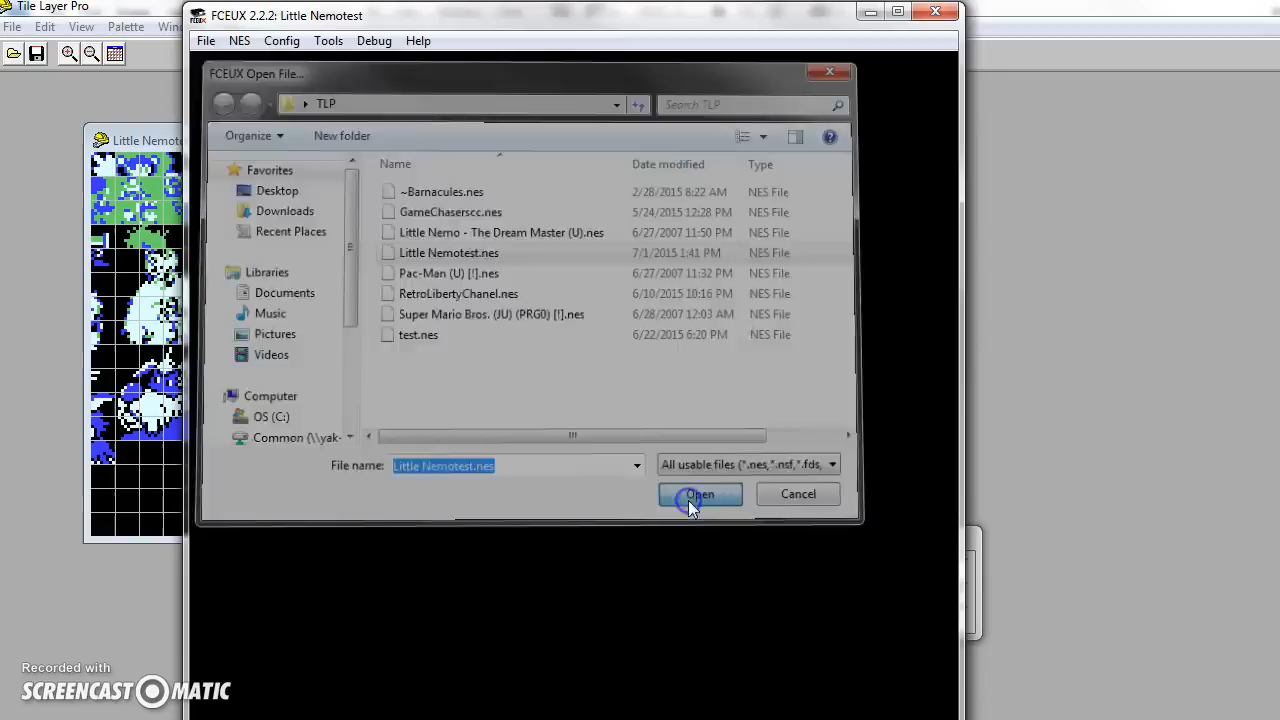 Tile Layer Pro
File Edit View Palette Win
Little Nemote
FCEUX 2.2.2: Little Nemotest
File NES Config Tools Debug Help
FCEUX Open File...
TLP
Search TLP
Organize New folder
Name Date modified Type
Favorites
Desktop
Downloads
Recent Places
Libraries
Documents
Music
Pictures
Videos
Computer
OS (C:)
Common (\\yak-
~Barnacules.nes 2/28/2015 8:22 AM NES File
GameChaserscc.nes 5/24/2015 12:28 PM NES File
Little Nemo - The Dream Master (U).nes 6/27/2007 11:50 PM NES File
Little Nemotest.nes 7/1/2015 1:41 PM NES File
Pac-Man (U) [!].nes 6/27/2007 11:32 PM NES File
RetroLibertyChanel.nes 6/10/2015 10:16 PM NES File
Super Mario Bros. (JU) (PRG0) [!].nes 6/28/2007 12:03 AM NES File
test.nes 6/22/2015 6:20 PM NES File
File name: Little Nemotest.nes All usable files (*.nes,*.nsf,*.fds,
Open Cancel
Recorded with
SCREENCAST MATIC